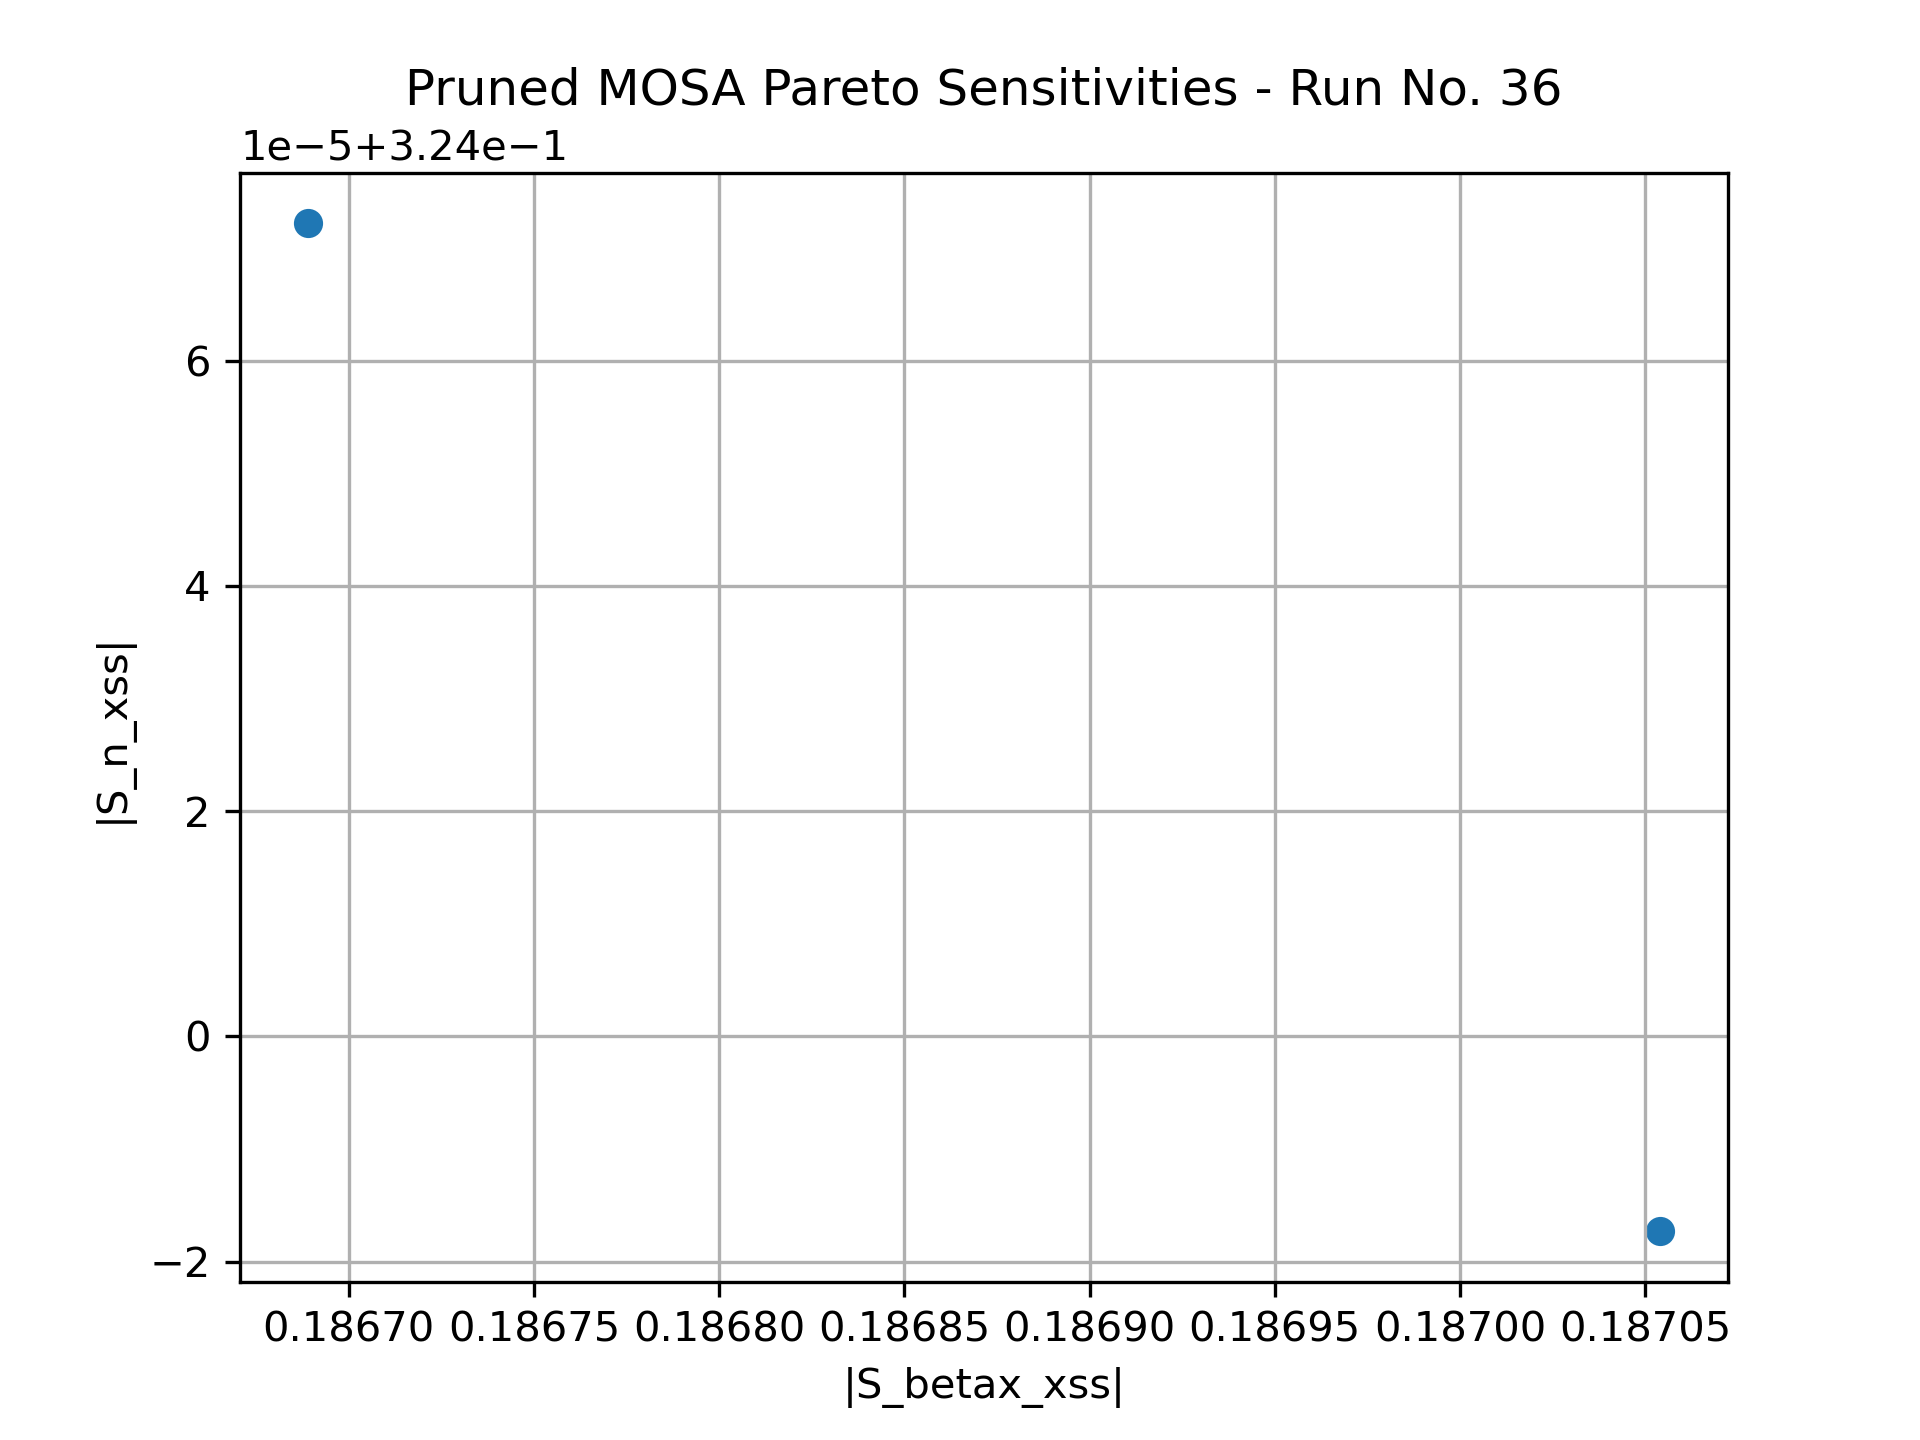 Pruned MOSA Pareto Sensitivities - Run No. 36
1e−5+3.24e−1
6
4
2
0
−2
|S_n_xss|
0.18670 0.18675 0.18680 0.18685 0.18690 0.18695 0.18700 0.18705
|S_betax_xss|